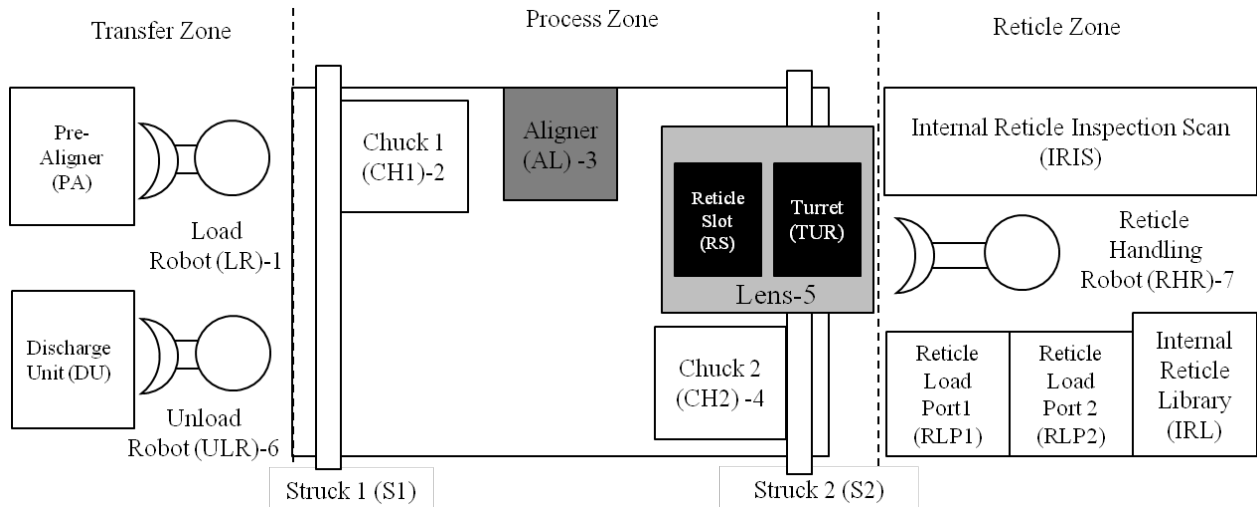 Transfer Zone
Process Zone
Reticle Zone
Pre-
Aligner
(PA)
Load
Robot (LR)-1
Discharge
Unit (DU)
Unload
Robot (ULR)-6
Chuck 1
(CH1)-2
Aligner
(AL) -3
Reticle
Slot
(RS)
Turret
(TUR)
Lens-5
Chuck 2
(CH2) -4
Struck 1 (S1)
Struck 2 (S2)
Internal Reticle Inspection Scan
(IRIS)
Reticle
Handling
Robot (RHR)-7
Reticle
Load
Port1
(RLP1)
Reticle
Load
Port 2
(RLP2)
Internal
Reticle
Library
(IRL)